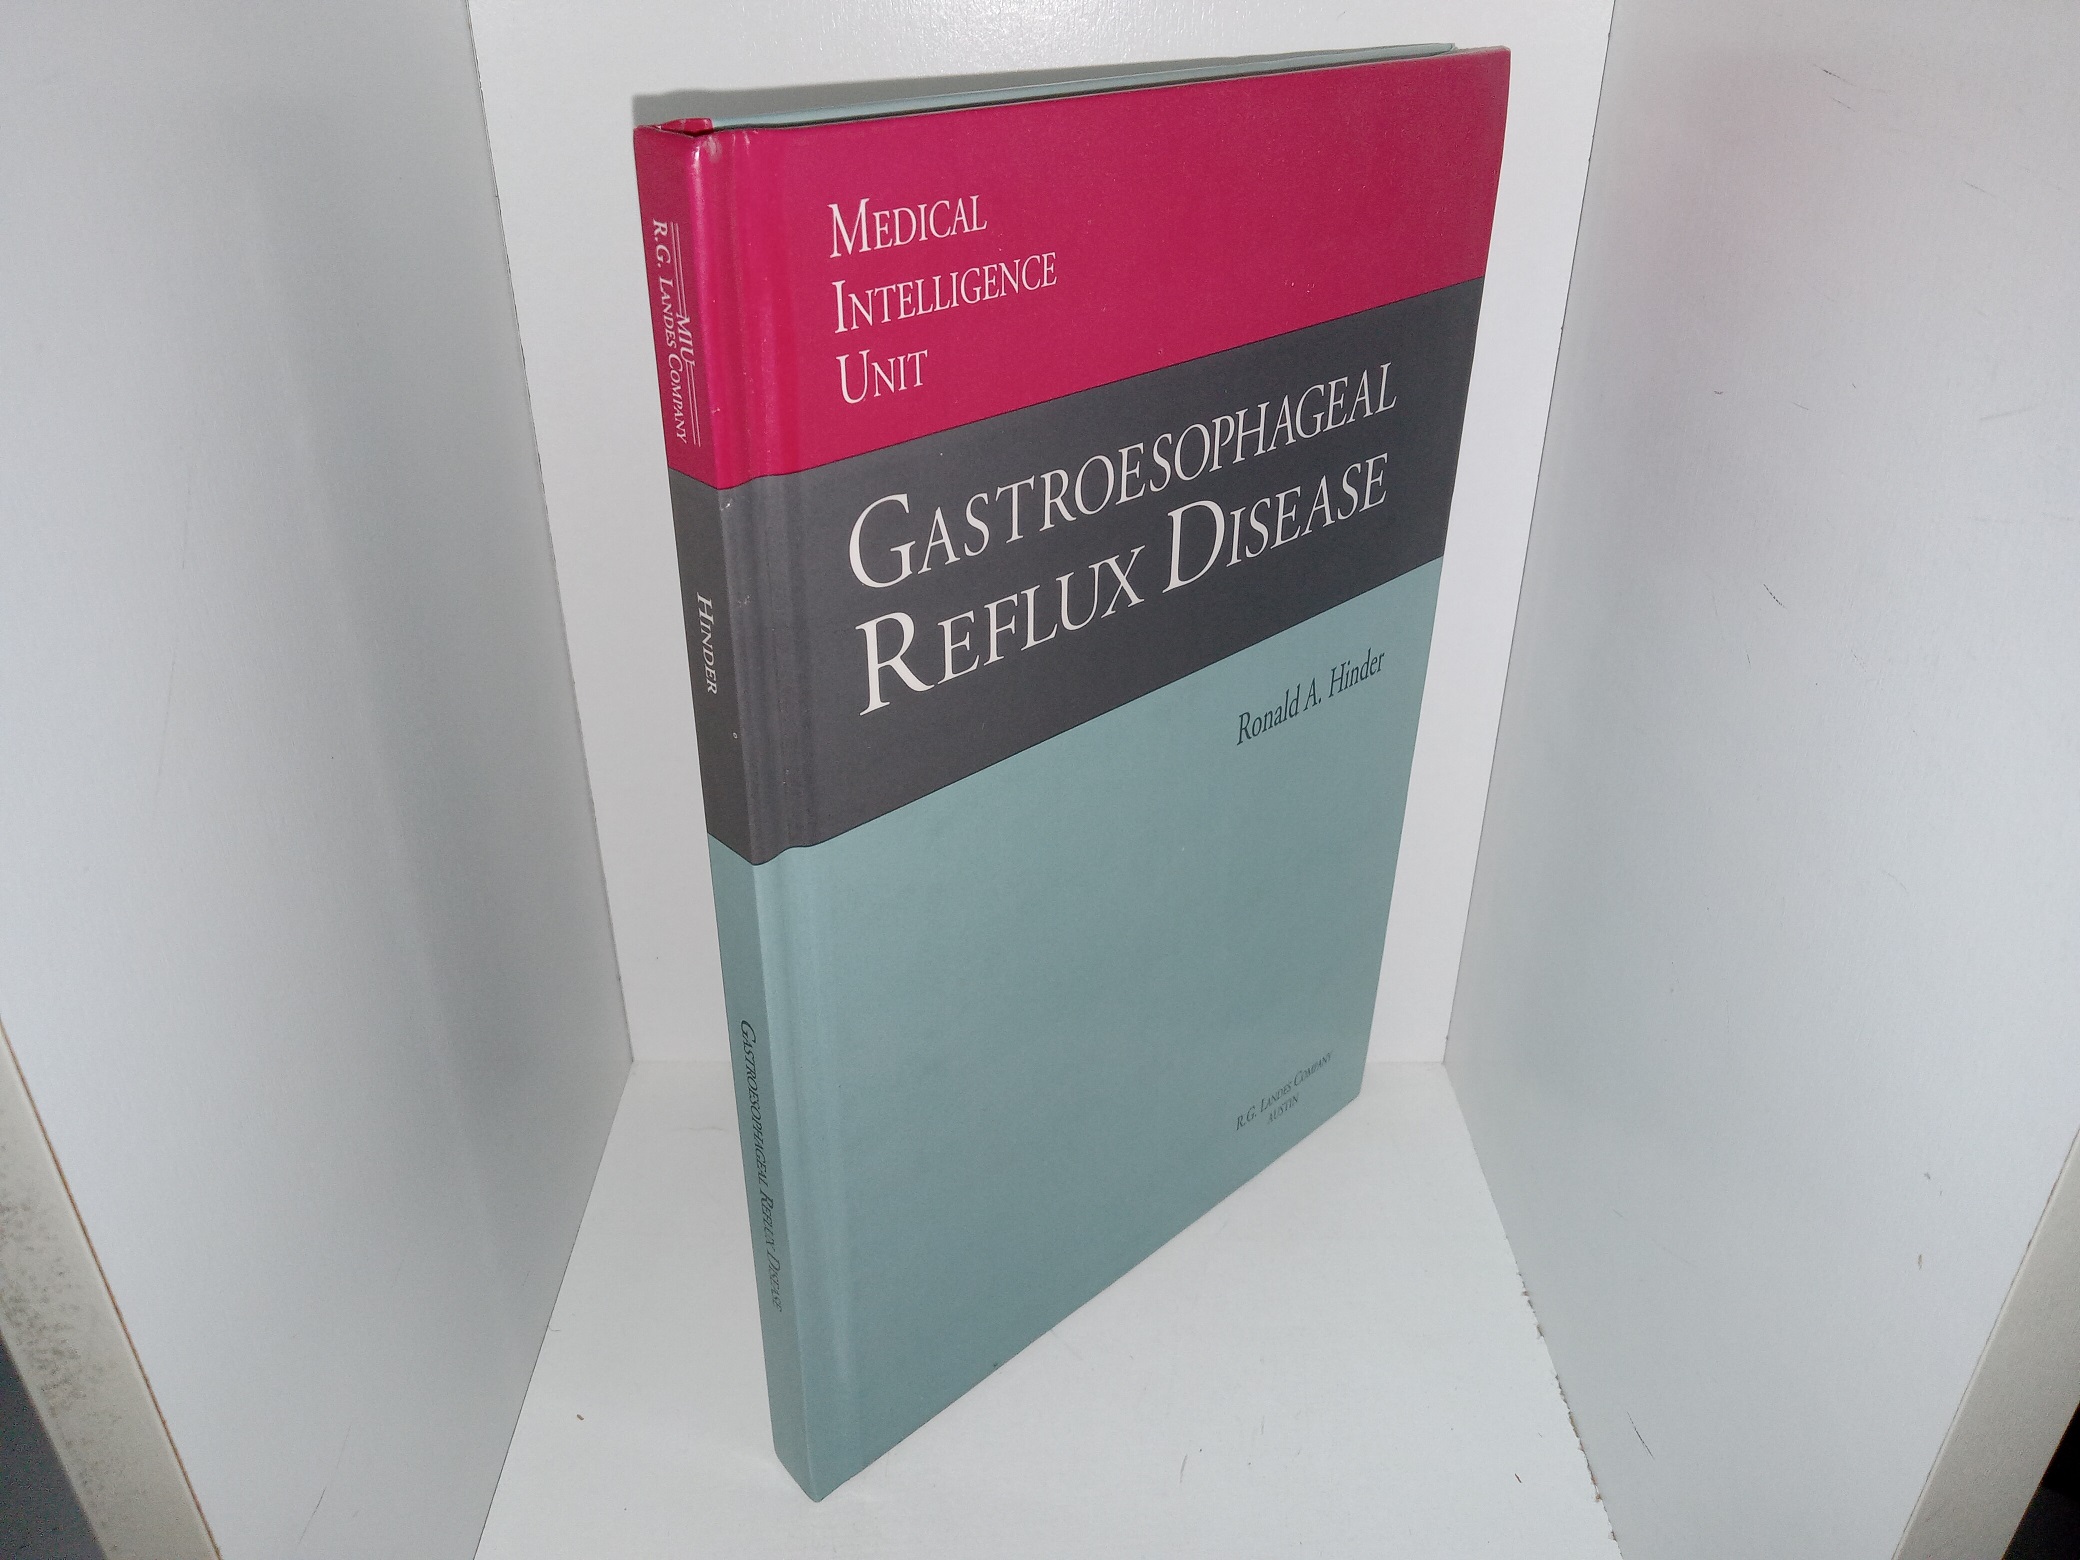 MEDICAL
INTELLIGENCE
UNIT
GASTROESOPHAGEAL
REFLUX DISEASE
Ronald A. Hinder
R.G. LANDES COMPANY
AUSTIN
MIU
R.G. LANDES COMPANY
HINDER
GASTROESOPHAGEAL REFLUX DISEASE